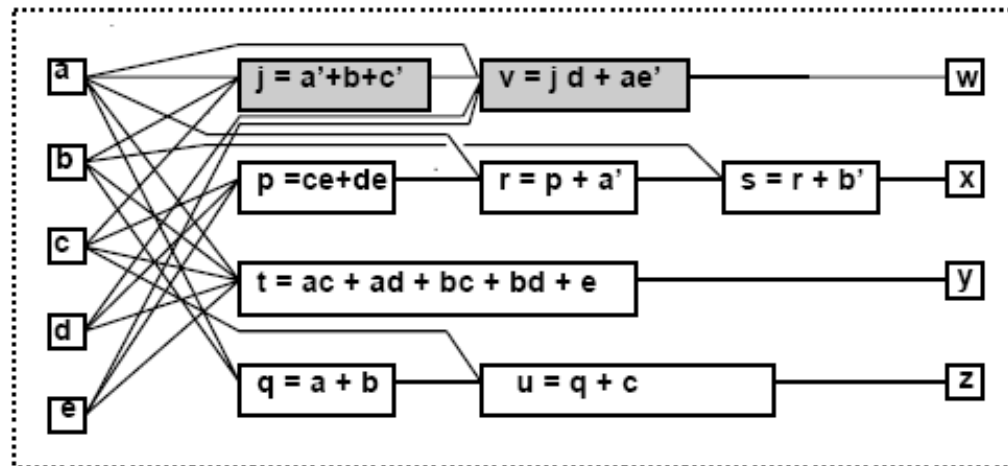 a j = a’+b+c’ v = j d + ae’ w
b p =ce+de r = p + a’ s = r + b’ x
c t = ac + ad + bc + bd + e y
d q = a + b u = q + c z
e